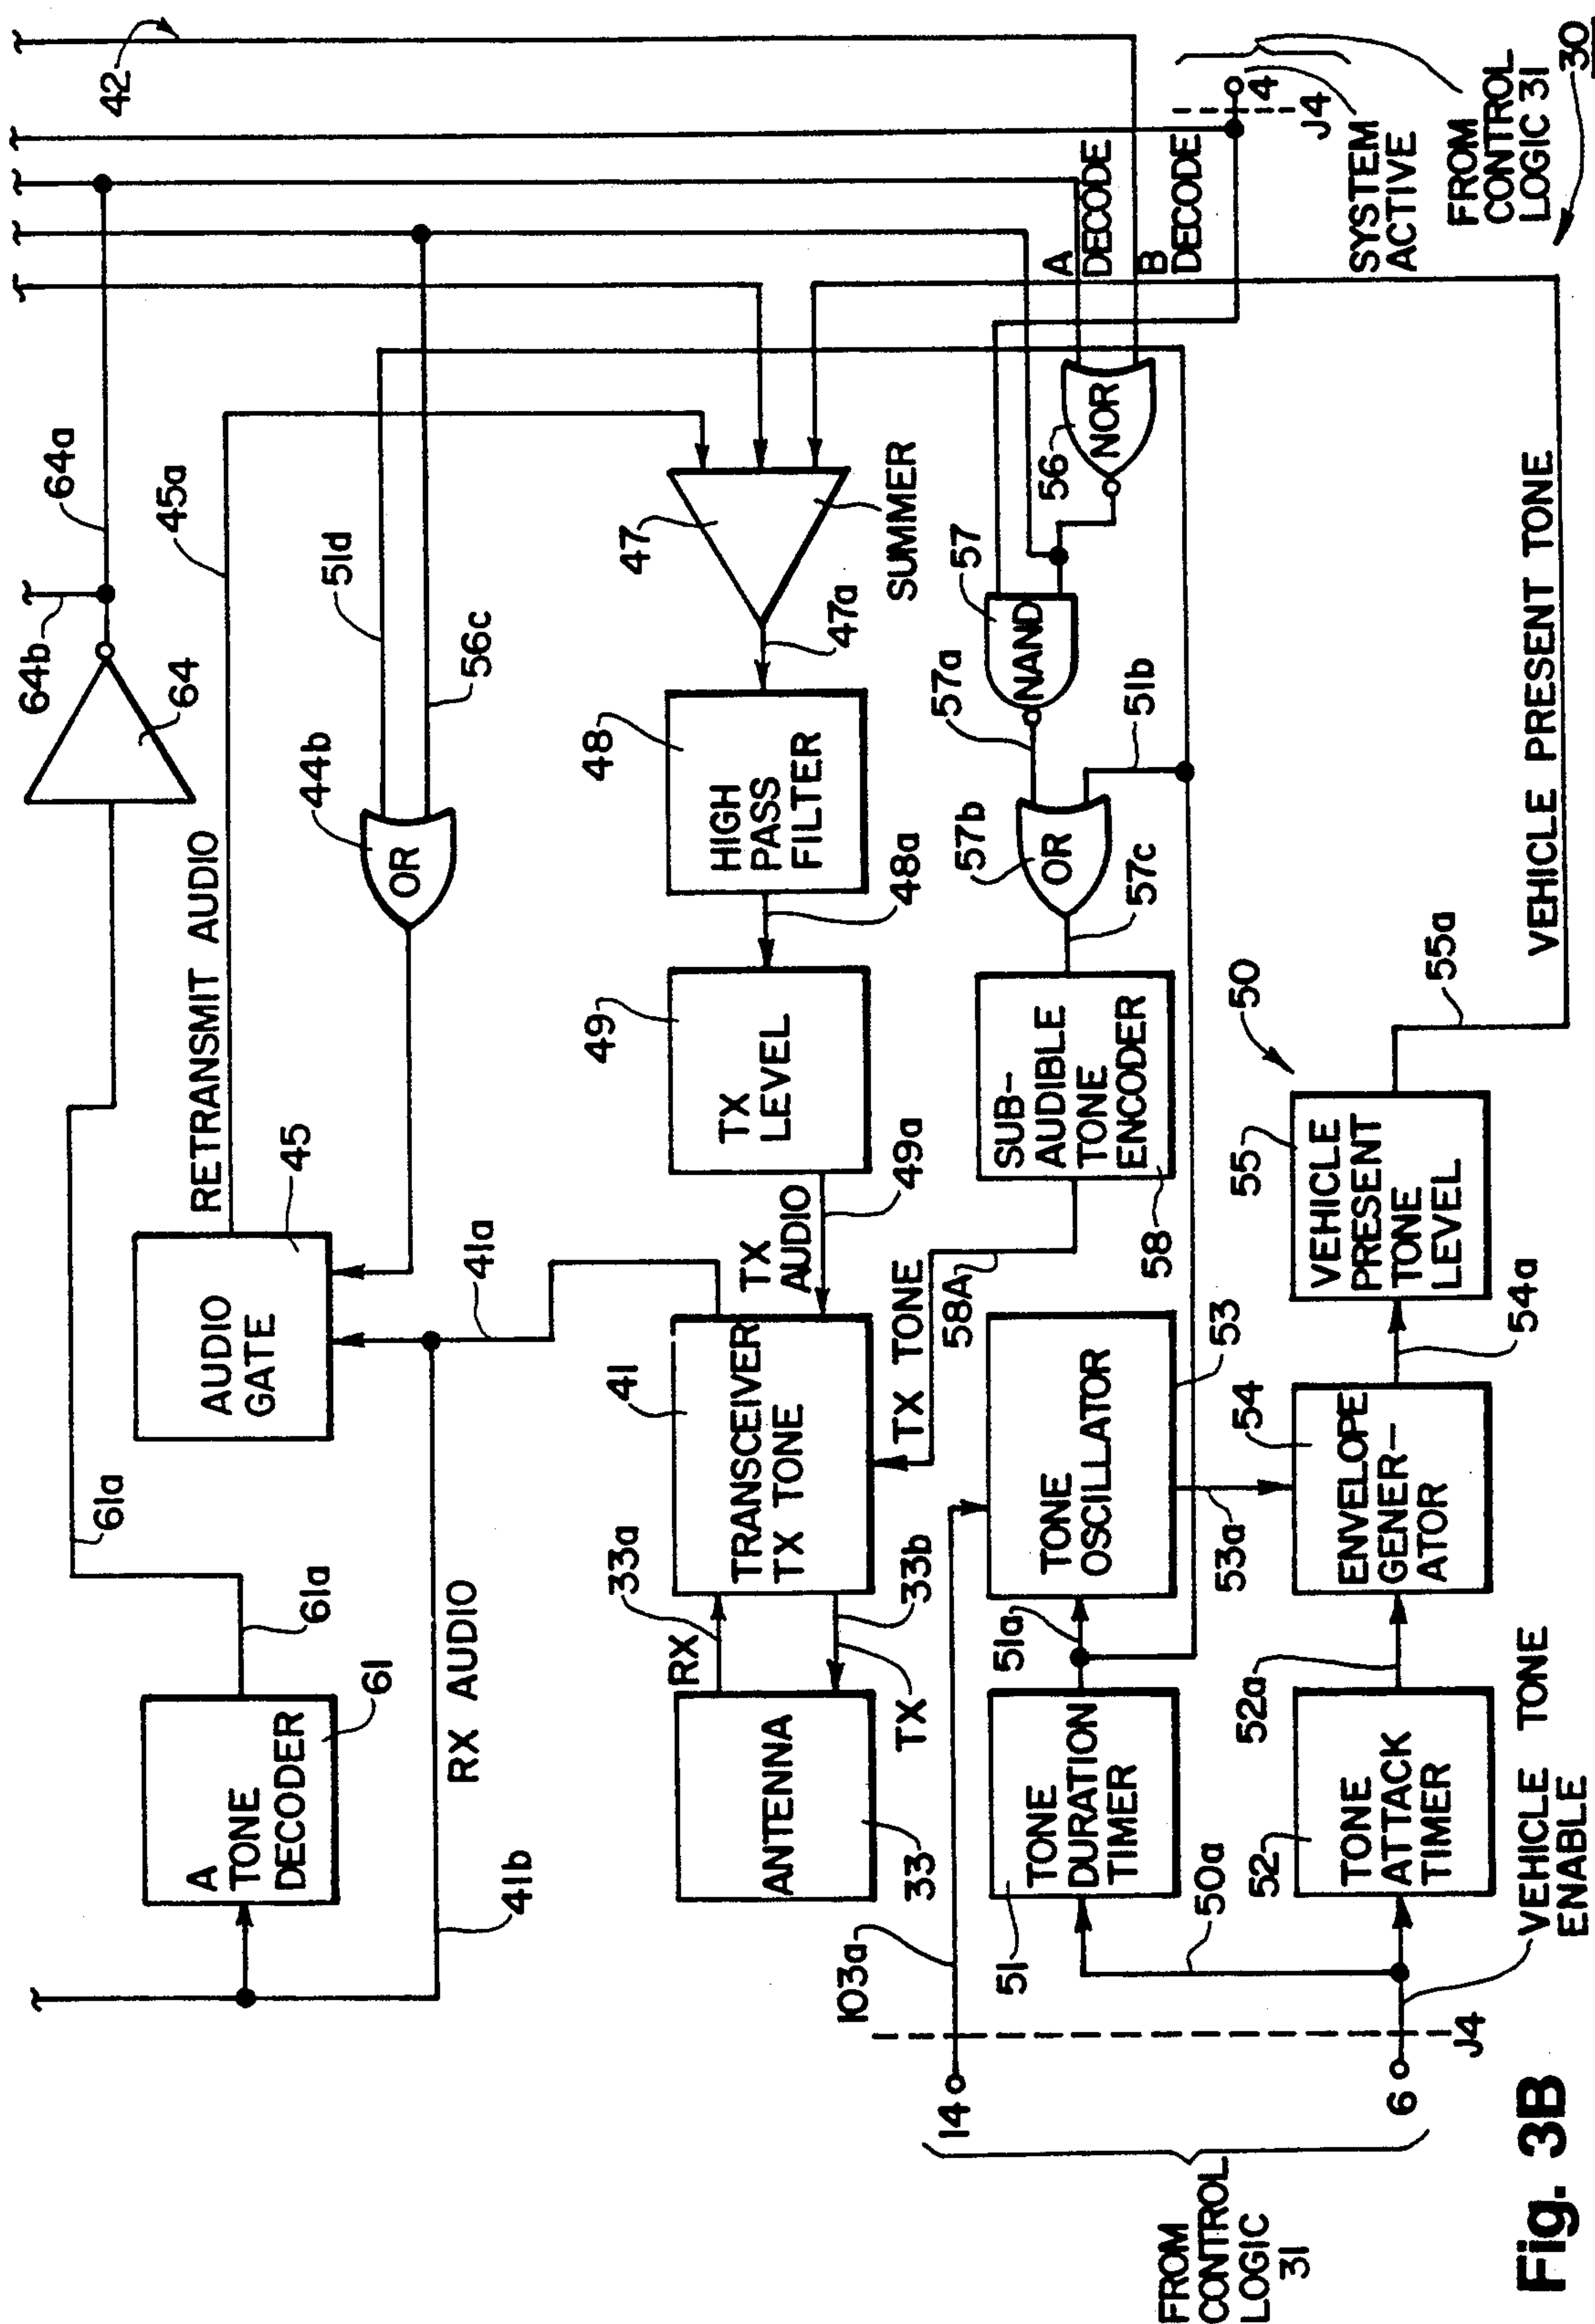 A
TONE
DECODER
61
61a
61a
64
64b
64a
42
RX AUDIO
41b
AUDIO
GATE
45
RETRANSMIT AUDIO
45a
41a
44b
OR
51d
56c
ANTENNA
33
RX
33a
TX
33b
TRANSCEIVER
TX TONE
41
TX
AUDIO
49a
TX
LEVEL
49
48a
HIGH
PASS
FILTER
48
47a
47
SUMMER
TX TONE
58A
SUB-
AUDIBLE
TONE
ENCODER
58
57c
57b
OR
51b
57a
NAND
57
56
NOR
A
DECODE
B
DECODE
4
J4
SYSTEM
ACTIVE
FROM
CONTROL
LOGIC 31
30
103a
14
FROM
CONTROL
LOGIC
31
6
J4
VEHICLE TONE
ENABLE
50a
TONE
DURATION
TIMER
51
51a
TONE
OSCILLATOR
53
53a
TONE
ATTACK
TIMER
52
52a
ENVELOPE
GENER-
ATOR
54
54a
VEHICLE
PRESENT
TONE
LEVEL
55
50
55a
VEHICLE PRESENT TONE
Fig. 3B